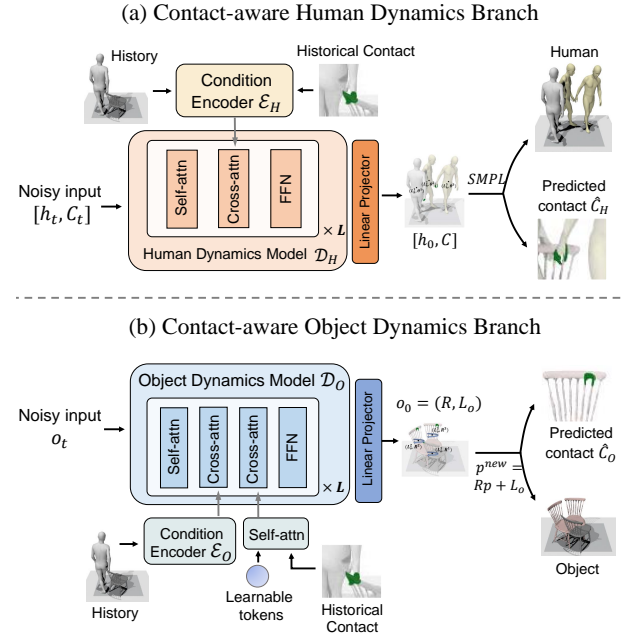 (a) Contact-aware Human Dynamics Branch
History
Historical Contact
Human
Condition
Encoder ℰ_H
Noisy input
[h_t, C_t]
Self-attn
Cross-attn
FFN
× L
Human Dynamics Model 𝒟_H
Linear Projector
[h_0, C]
SMPL
Predicted
contact Ĉ_H
(b) Contact-aware Object Dynamics Branch
Object Dynamics Model 𝒟_O
Noisy input
o_t
Self-attn
Cross-attn
Cross-attn
FFN
× L
Linear Projector
o_0 = (R, L_o)
Predicted
contact Ĉ_O
p^new =
Rp + L_o
Object
Condition
Encoder ℰ_O
Self-attn
History
Learnable
tokens
Historical
Contact